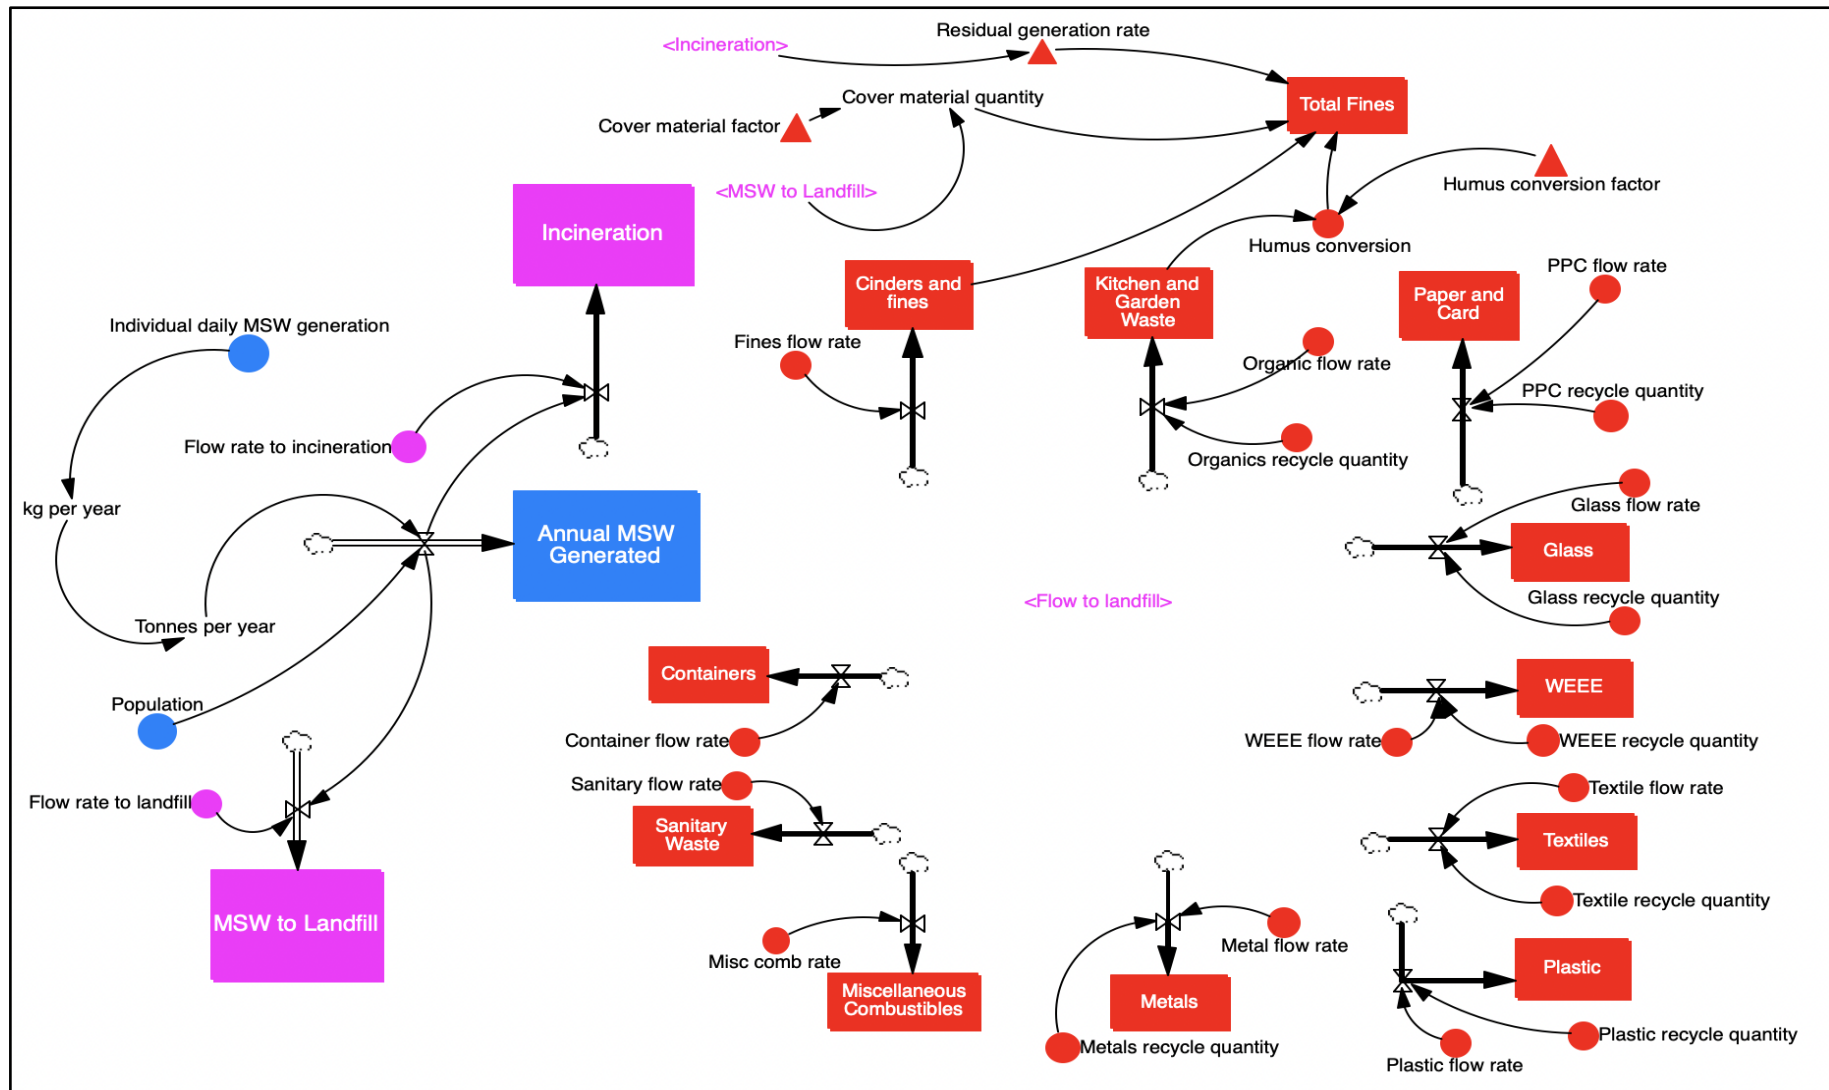 Residual generation rate
<Incineration>
Cover material quantity
Total Fines
Cover material factor
<MSW to Landfill>
Humus conversion factor
Incineration
Humus conversion
Cinders and
fines
Kitchen and
Garden
Waste
Paper and
Card
PPC flow rate
Individual daily MSW generation
Fines flow rate
Organic flow rate
PPC recycle quantity
Flow rate to incineration
Organics recycle quantity
kg per year
Glass flow rate
Annual MSW
Generated
Glass
<Flow to landfill>
Glass recycle quantity
Tonnes per year
Containers
WEEE
Population
Container flow rate
WEEE flow rate
WEEE recycle quantity
Sanitary flow rate
Textile flow rate
Flow rate to landfill
Sanitary
Waste
Textiles
Textile recycle quantity
MSW to Landfill
Misc comb rate
Metal flow rate
Plastic
Miscellaneous
Combustibles
Metals
Metals recycle quantity
Plastic recycle quantity
Plastic flow rate